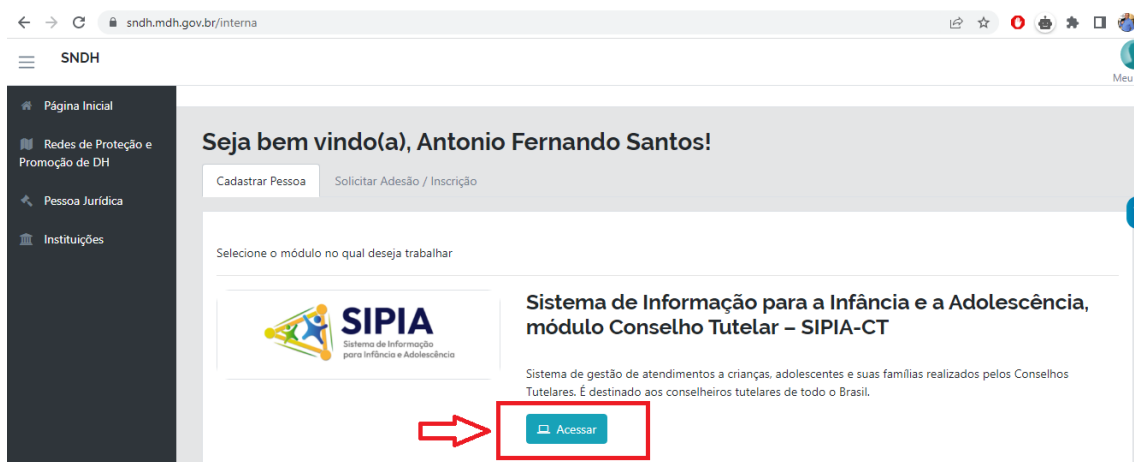 sndh.mdh.gov.br/interna
SNDH
Meu
Página Inicial
Redes de Proteção e
Promoção de DH
Pessoa Jurídica
Instituições
Seja bem vindo(a), Antonio Fernando Santos!
Cadastrar Pessoa
Solicitar Adesão / Inscrição
Selecione o módulo no qual deseja trabalhar
SIPIA
Sistema de Informação
para Infância e Adolescência
Sistema de Informação para a Infância e a Adolescência,
módulo Conselho Tutelar – SIPIA-CT
Sistema de gestão de atendimentos a crianças, adolescentes e suas famílias realizados pelos Conselhos
Tutelares. É destinado aos conselheiros tutelares de todo o Brasil.
Acessar